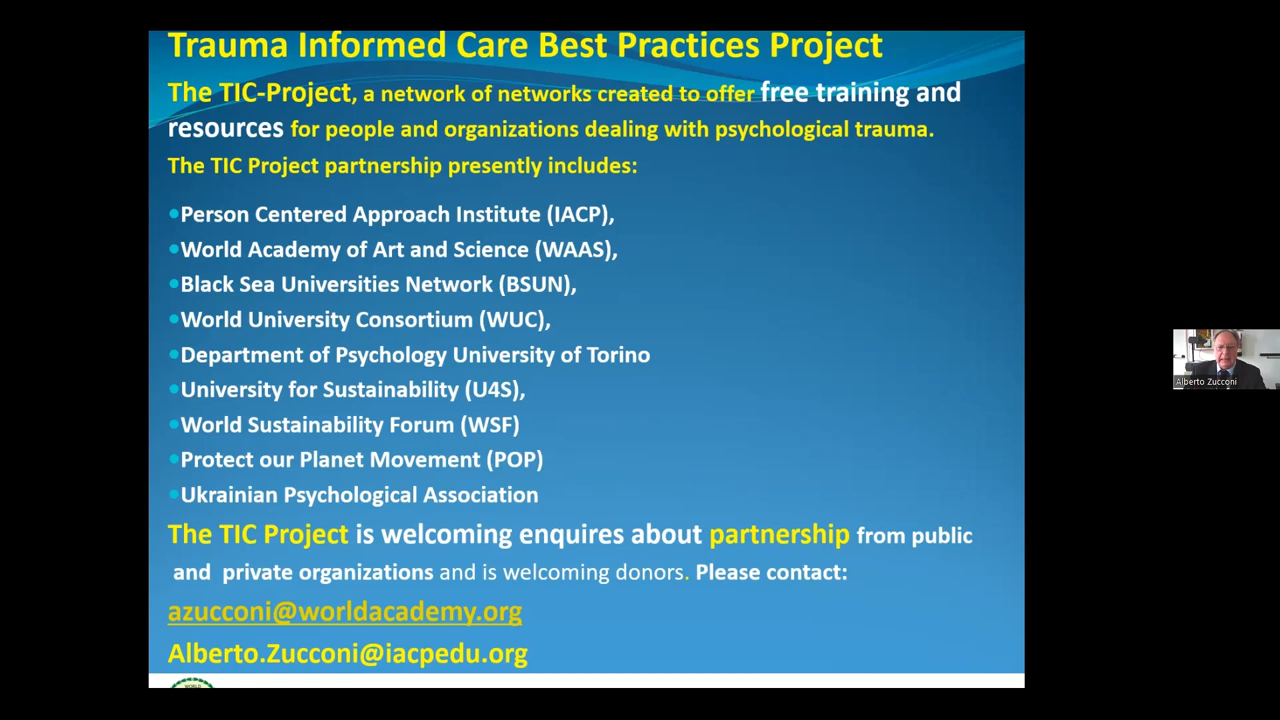 Trauma Informed Care Best Practices Project
The TIC-Project, a network of networks created to offer free training and
resources for people and organizations dealing with psychological trauma.
The TIC Project partnership presently includes:
•Person Centered Approach Institute (IACP),
•World Academy of Art and Science (WAAS),
•Black Sea Universities Network (BSUN),
•World University Consortium (WUC),
•Department of Psychology University of Torino
•University for Sustainability (U4S),
•World Sustainability Forum (WSF)
•Protect our Planet Movement (POP)
•Ukrainian Psychological Association
The TIC Project is welcoming enquires about partnership from public
and private organizations and is welcoming donors. Please contact:
azucconi@worldacademy.org
Alberto.Zucconi@iacpedu.org
WORLD
Alberto Zucconi